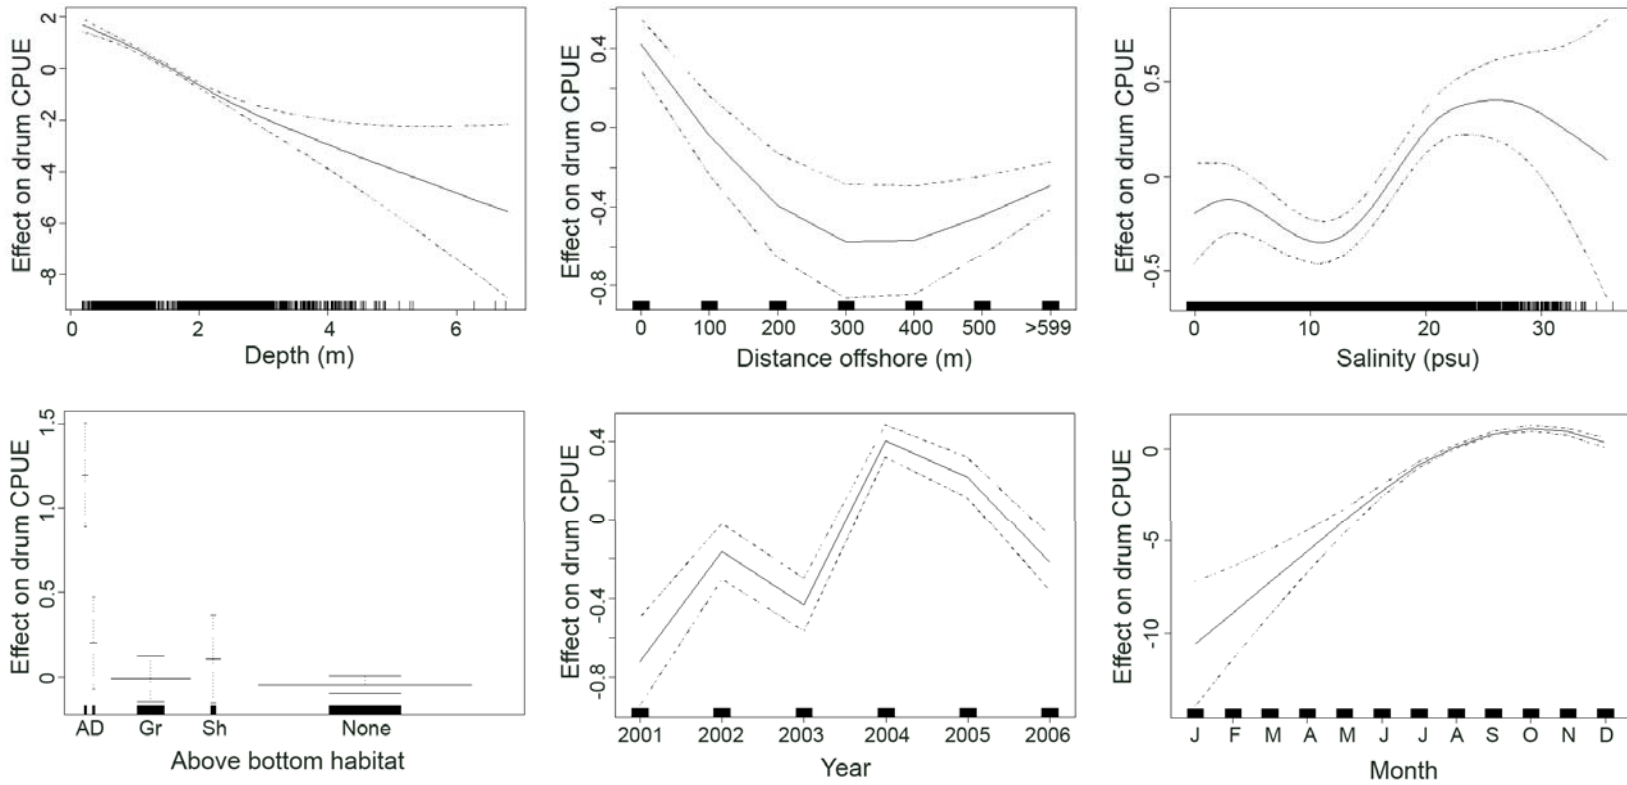 Effect on drum CPUE
2
0
-2
-4
-6
-8
0 2 4 6
Depth (m)
Effect on drum CPUE
0.4
0
-0.4
-0.8
0 100 200 300 400 500 >599
Distance offshore (m)
Effect on drum CPUE
0.5
0
-0.5
0 10 20 30
Salinity (psu)
Effect on drum CPUE
1.5
1.0
0.5
0
AD Gr Sh None
Above bottom habitat
Effect on drum CPUE
0.4
0
-0.4
-0.8
2001 2002 2003 2004 2005 2006
Year
Effect on drum CPUE
0
-5
-10
J F M A M J J A S O N D
Month